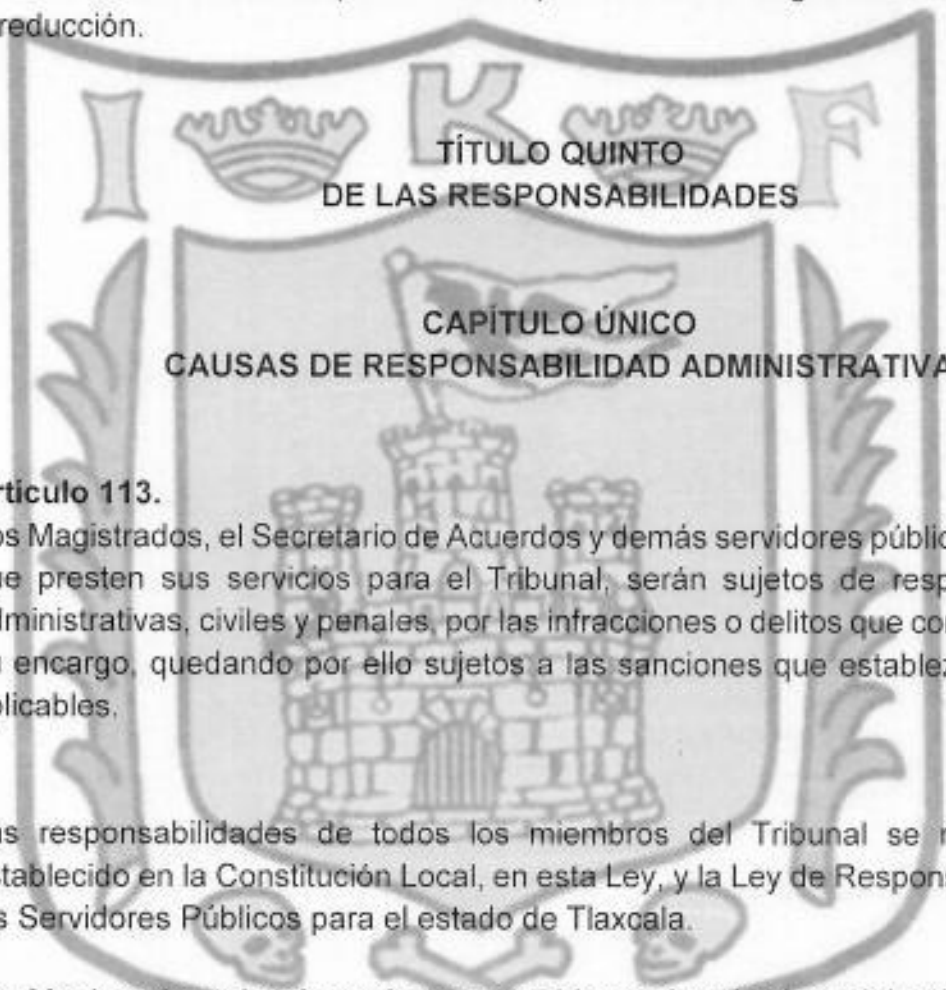 reducción.
I K F
TÍTULO QUINTO
DE LAS RESPONSABILIDADES
CAPÍTULO ÚNICO
CAUSAS DE RESPONSABILIDAD ADMINISTRATIVA
rtículo 113.
os Magistrados, el Secretario de Acuerdos y demás servidores públic
ue presten sus servicios para el Tribunal, serán sujetos de resp
dministrativas, civiles y penales, por las infracciones o delitos que co
encargo, quedando por ello sujetos a las sanciones que establez
plicables.
as responsabilidades de todos los miembros del Tribunal se
stablecido en la Constitución Local, en esta Ley, y la Ley de Respon
s Servidores Públicos para el estado de Tlaxcala.